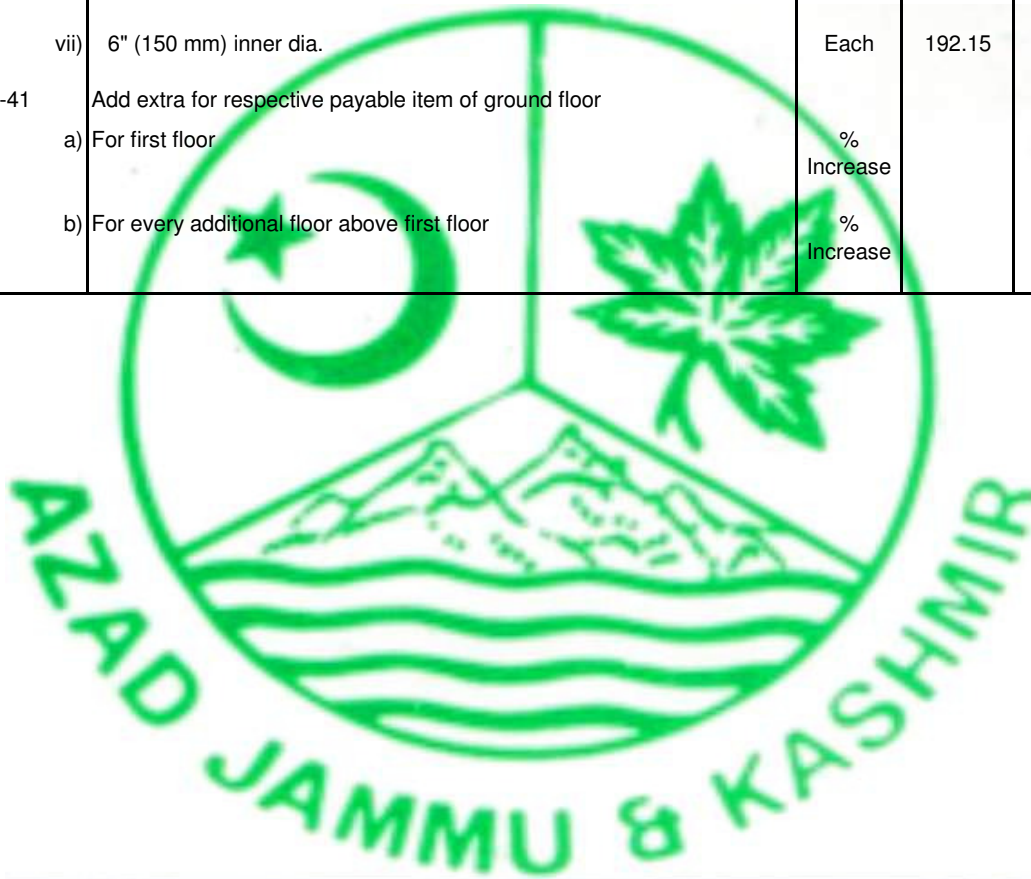 vii) 6" (150 mm) inner dia. Each 192.15
-41 Add extra for respective payable item of ground floor
a) For first floor %
Increase
b) For every additional floor above first floor %
Increase
AZAD JAMMU & KASHMIR